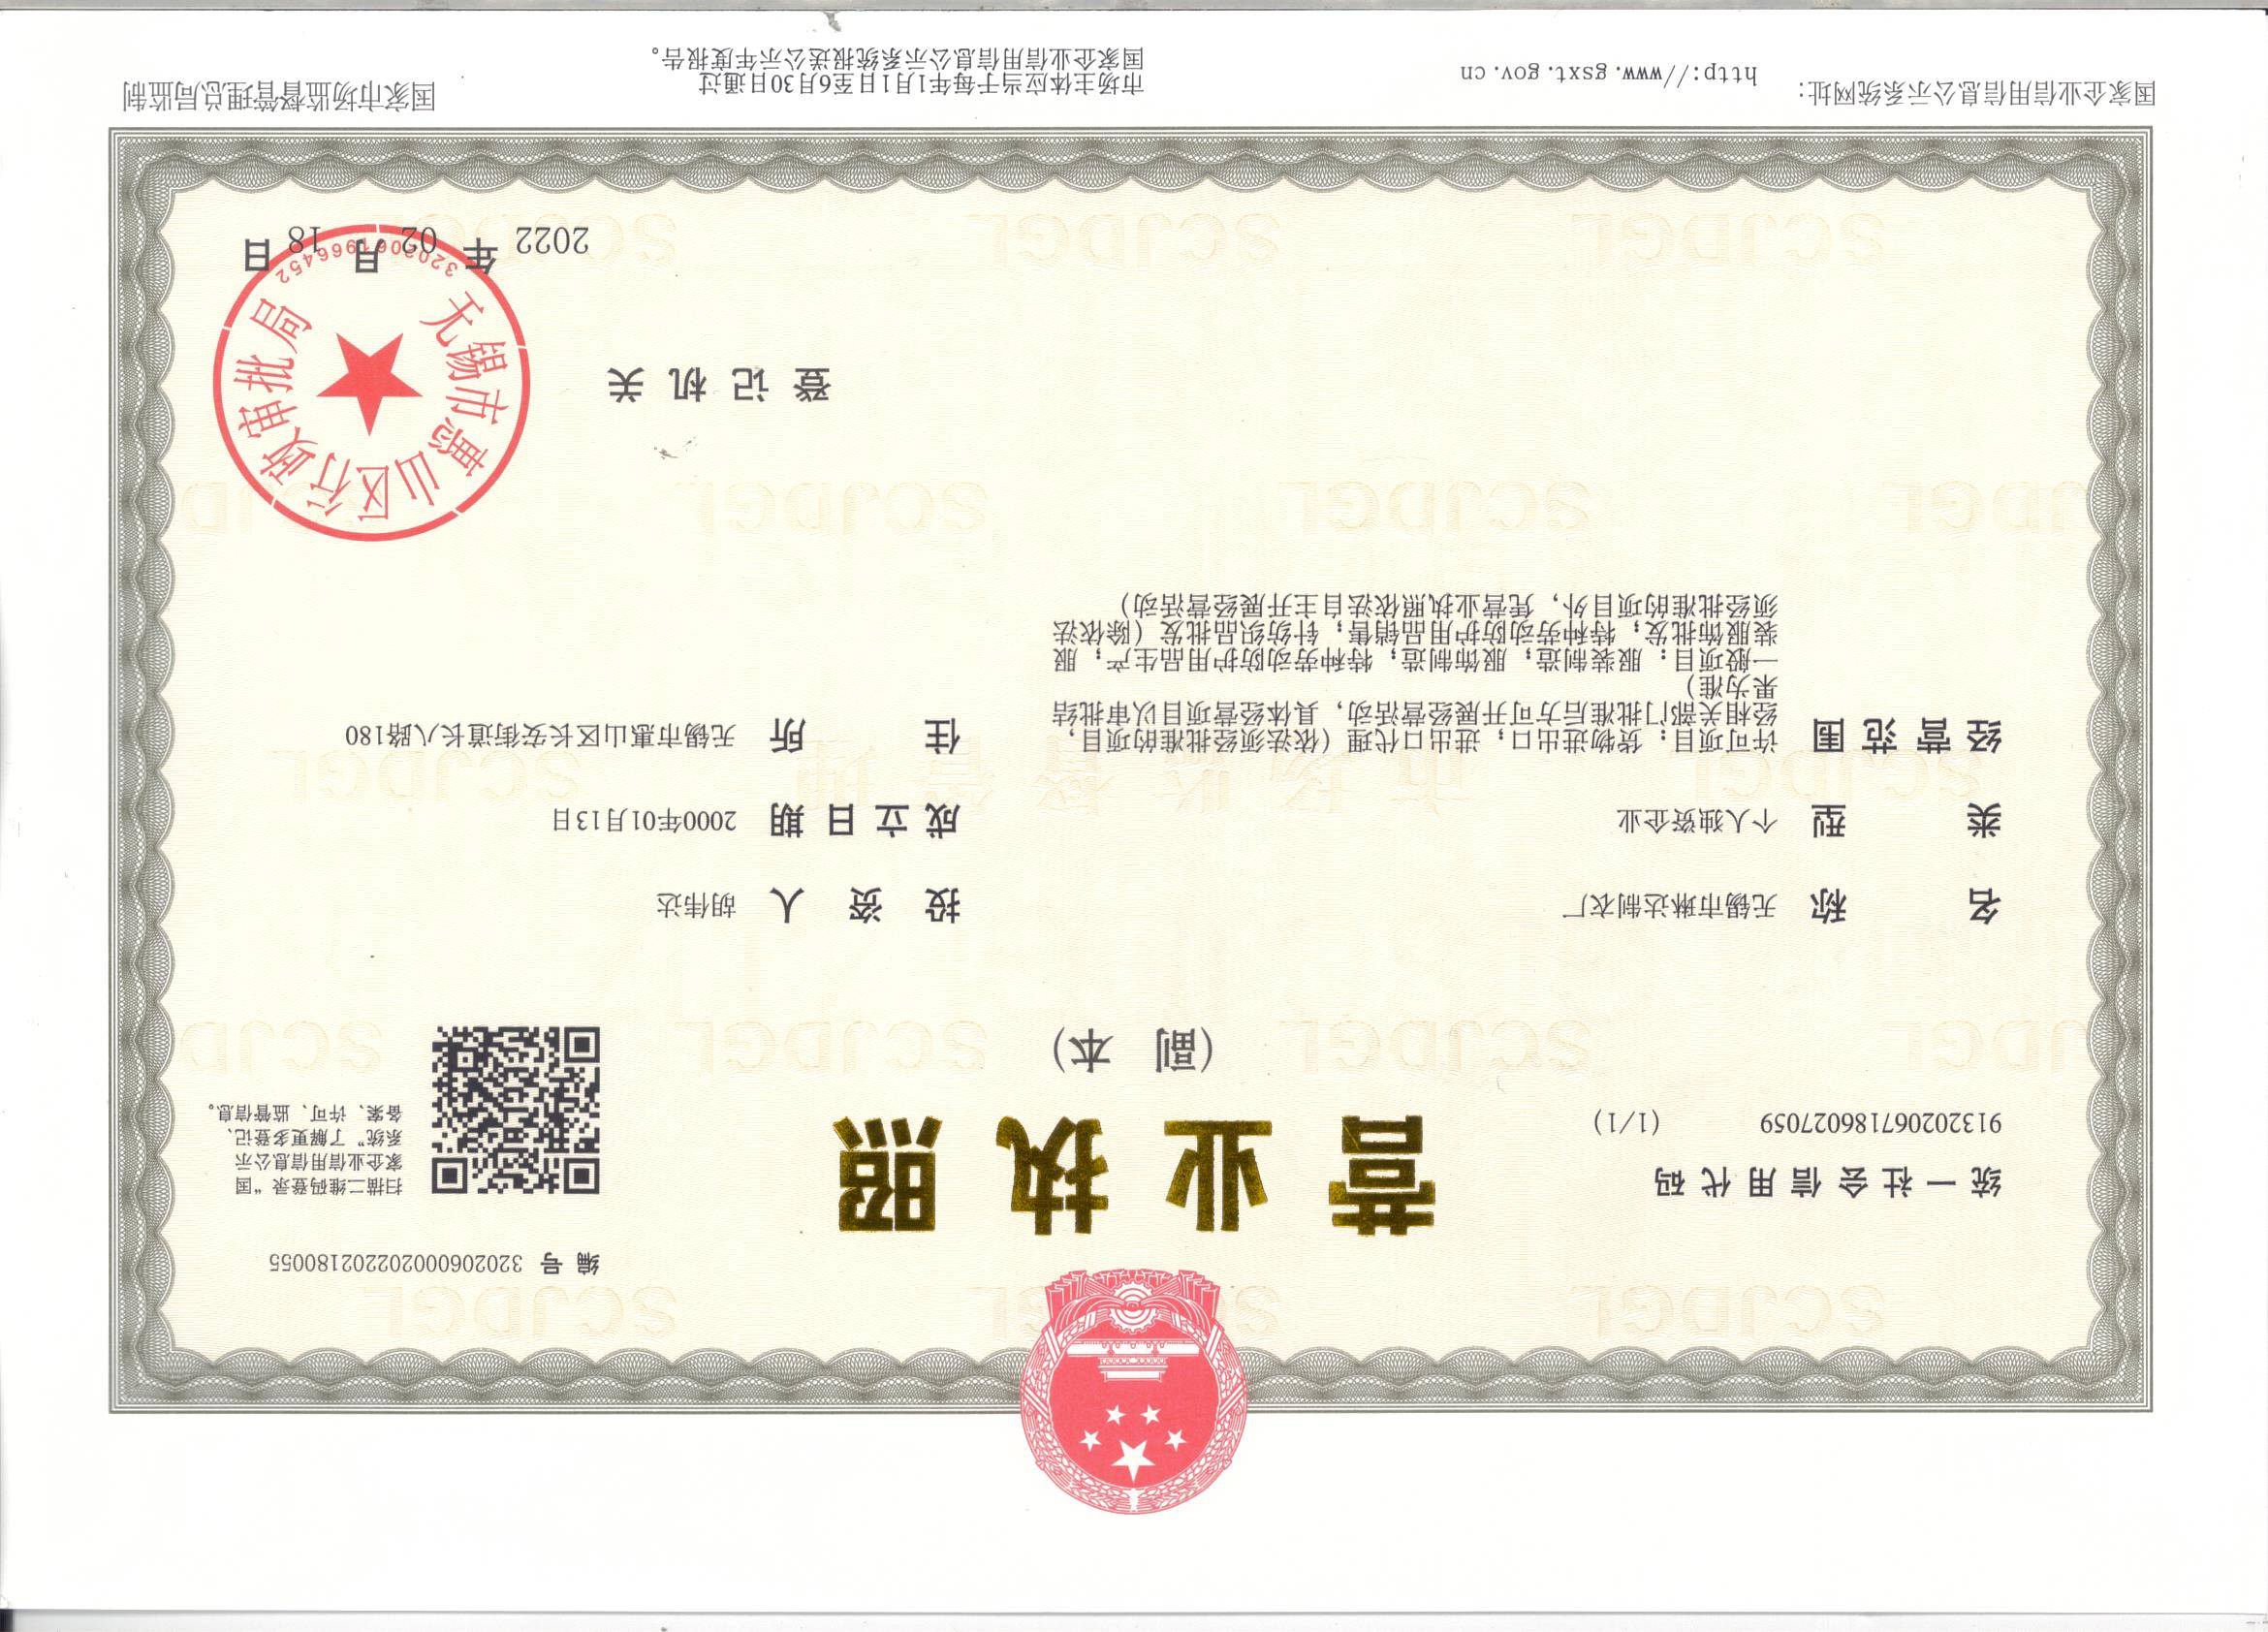 编 号 320206000202202180055
统一社会信用代码
913202067186027059 (1/1)
营业执照
(副 本)
扫描二维码登录“国
家企业信用信息公示
系统”了解更多登记、
备案、许可、监管信息。
名 称 无锡市琳达制衣厂
类 型 个人独资企业
经营范围 许可项目：货物进出口；进出口代理（依法须经批准的项目，
经相关部门批准后方可开展经营活动，具体经营项目以审批结
果为准）
一般项目：服装制造；服饰制造；特种劳动防护用品生产；服
装服饰批发；特种劳动防护用品销售；针纺织品批发（除依法
须经批准的项目外，凭营业执照依法自主开展经营活动）
投 资 人 胡伟达
成立日期 2000年01月13日
住 所 无锡市惠山区长安街道长八路180
市场监督管理
SCJDGL
登记机关
无锡市惠山区行政审批局
3202061966452
2022 年 02 月 18 日
国家企业信用信息公示系统网址：http://www.gsxt.gov.cn
市场主体应当于每年1月1日至6月30日通过
国家企业信用信息公示系统报送公示年度报告。
国家市场监督管理总局监制